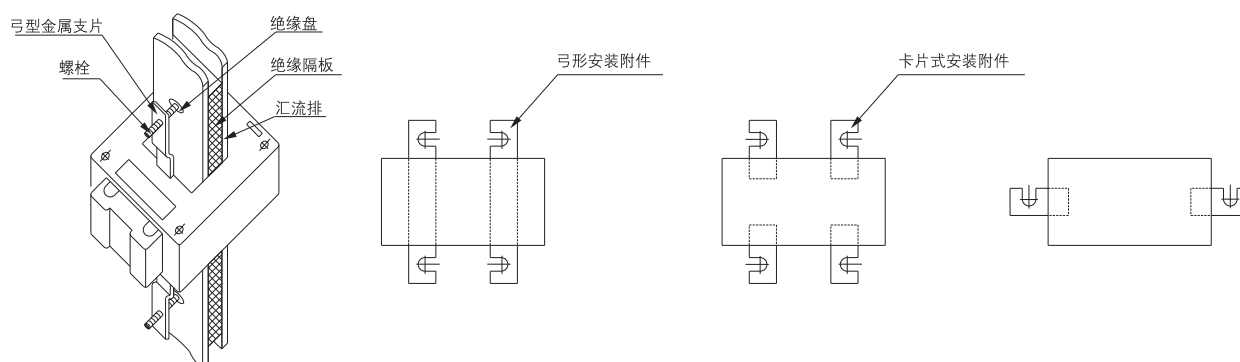 弓型金属支片
绝缘盘
螺栓
绝缘隔板
汇流排
弓形安装附件
卡片式安装附件